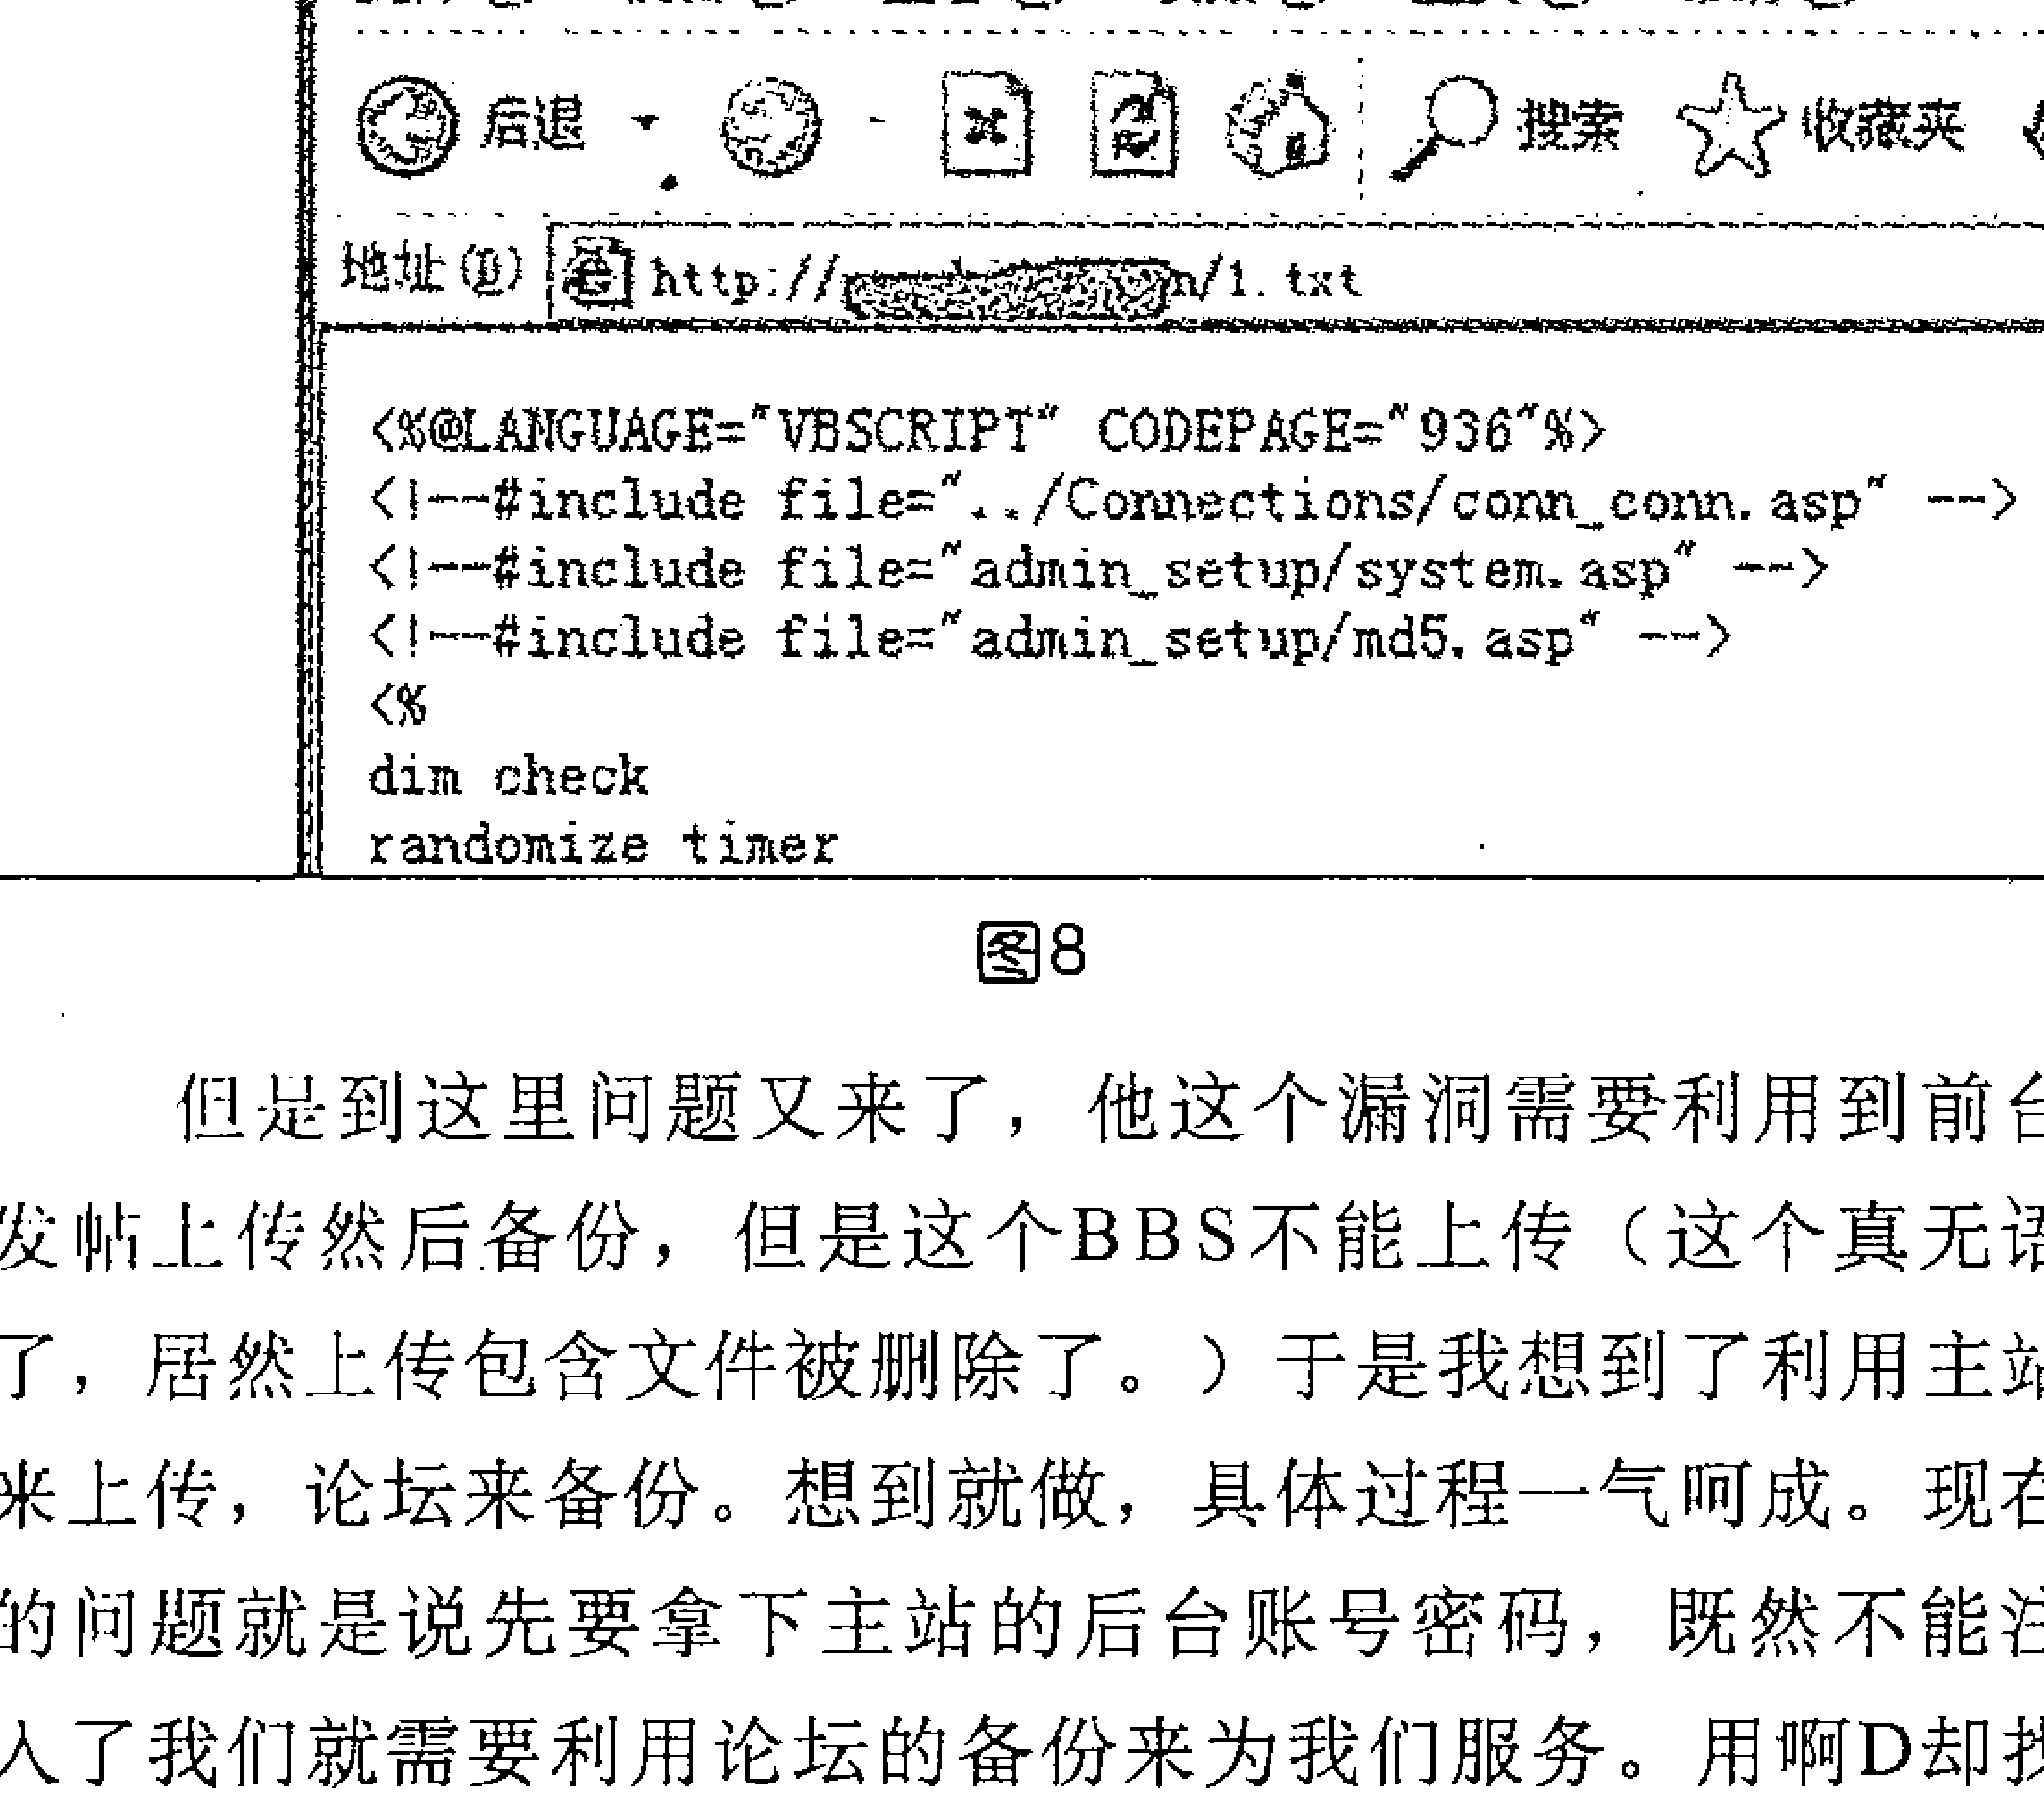 后退
搜索
收藏夹
地址(D)
http://
n/1.txt
<%@LANGUAGE="VBSCRIPT" CODEPAGE="936"%>
<!--#include file="../Connections/conn_conn.asp" -->
<!--#include file="admin_setup/system.asp" -->
<!--#include file="admin_setup/md5.asp" -->
<%
dim check
randomize timer
图8
但是到这里问题又来了，他这个漏洞需要利用到前台
发帖上传然后备份，但是这个BBS不能上传（这个真无语
了，居然上传包含文件被删除了。）于是我想到了利用主站
来上传，论坛来备份。想到就做，具体过程一气呵成。现在
的问题就是说先要拿下主站的后台账号密码，既然不能注
入了我们就需要利用论坛的备份来为我们服务。用啊D却找